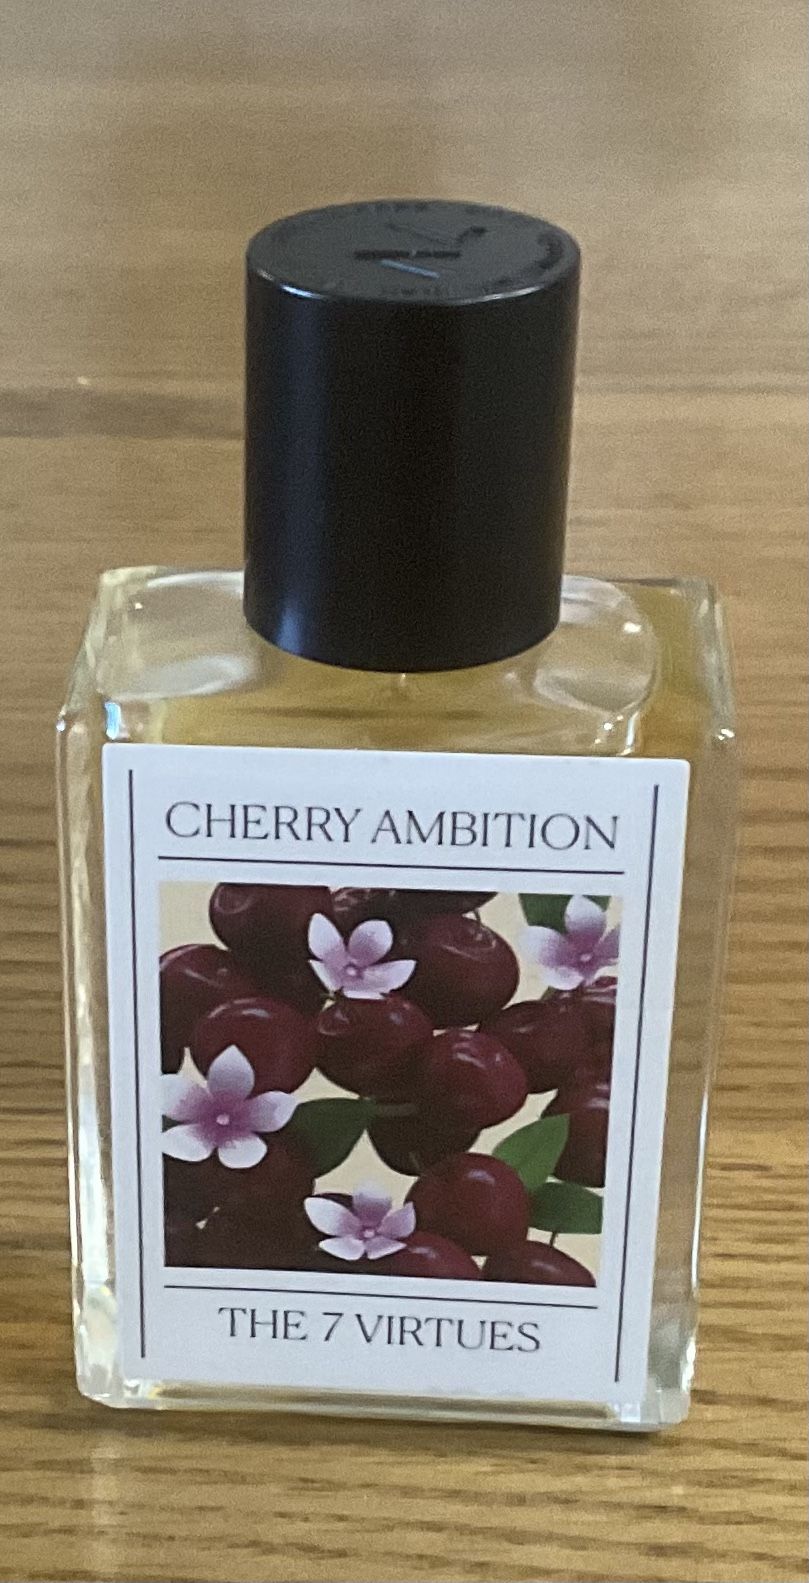 CHERRY AMBITION
THE 7 VIRTUES